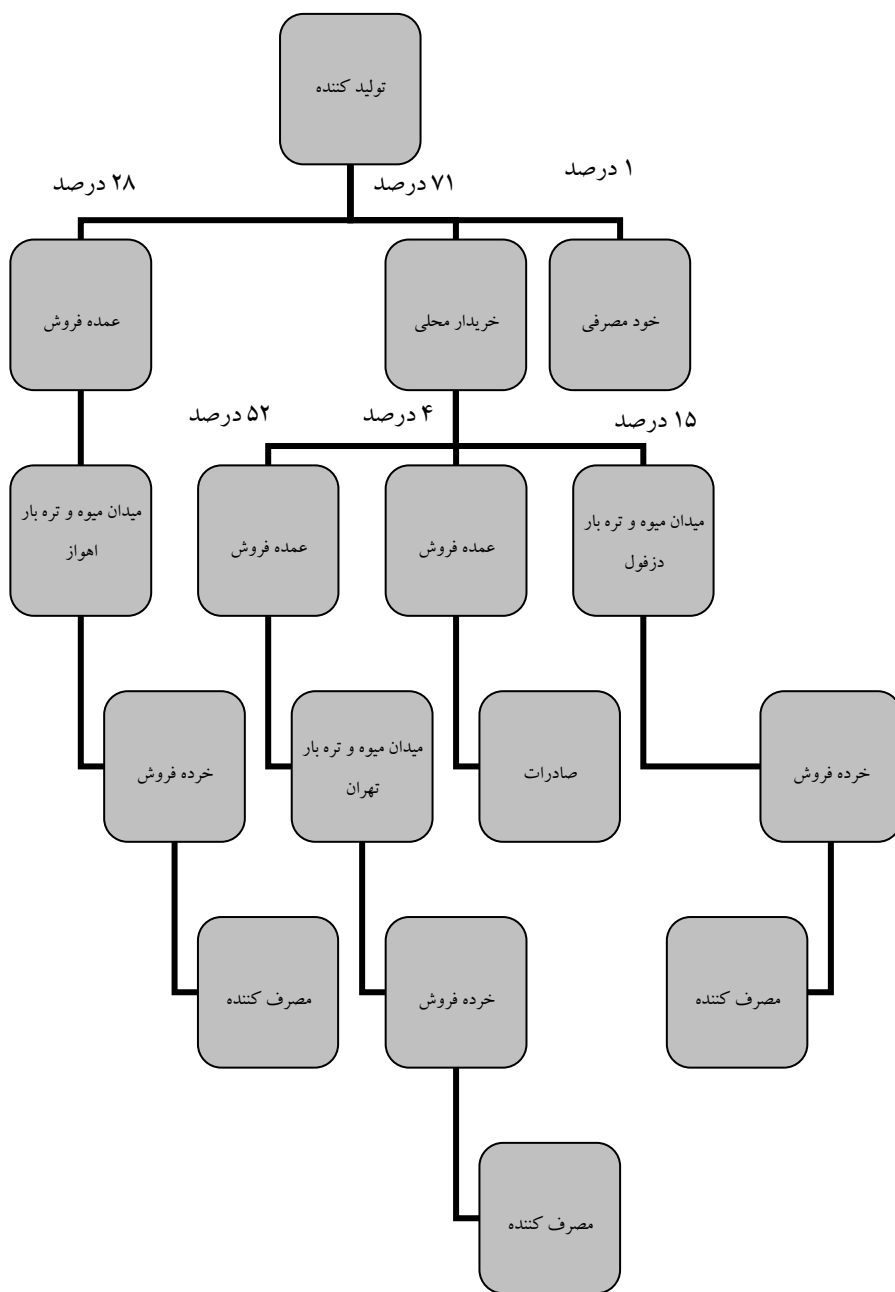 تولید کننده
۱ درصد
۷۱ درصد
۲۸ درصد
خود مصرفی
خریدار محلی
عمده فروش
۱۵ درصد
۴ درصد
۵۲ درصد
میدان میوه و تره بار
دزفول
عمده فروش
عمده فروش
میدان میوه و تره بار
اهواز
خرده فروش
صادرات
میدان میوه و تره بار
تهران
خرده فروش
مصرف کننده
خرده فروش
مصرف کننده
مصرف کننده